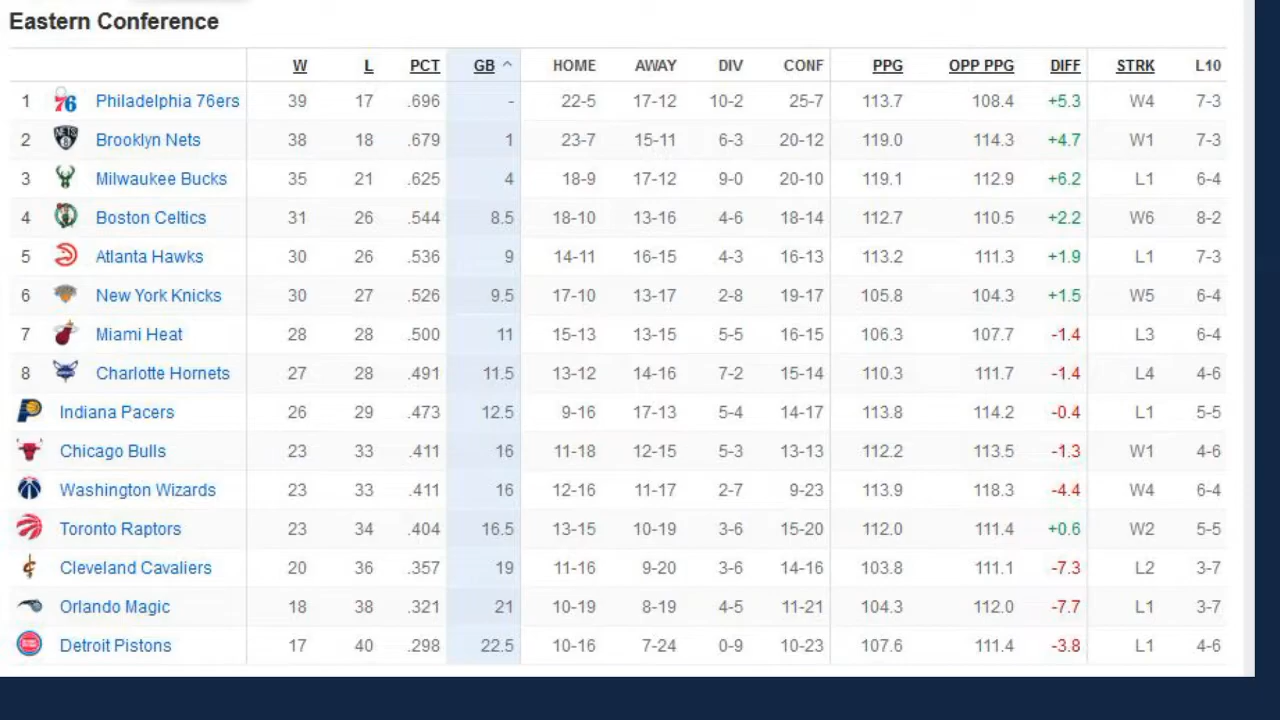 Eastern Conference
W L PCT GB ^ HOME AWAY DIV CONF PPG OPP PPG DIFF STRK L10
1 76 Philadelphia 76ers 39 17 .696 - 22-5 17-12 10-2 25-7 113.7 108.4 +5.3 W4 7-3
2 NETS B Brooklyn Nets 38 18 .679 1 23-7 15-11 6-3 20-12 119.0 114.3 +4.7 W1 7-3
3 Milwaukee Bucks 35 21 .625 4 18-9 17-12 9-0 20-10 119.1 112.9 +6.2 L1 6-4
4 Boston Celtics 31 26 .544 8.5 18-10 13-16 4-6 18-14 112.7 110.5 +2.2 W6 8-2
5 Atlanta Hawks 30 26 .536 9 14-11 16-15 4-3 16-13 113.2 111.3 +1.9 L1 7-3
6 New York Knicks 30 27 .526 9.5 17-10 13-17 2-8 19-17 105.8 104.3 +1.5 W5 6-4
7 Miami Heat 28 28 .500 11 15-13 13-15 5-5 16-15 106.3 107.7 -1.4 L3 6-4
8 Charlotte Hornets 27 28 .491 11.5 13-12 14-16 7-2 15-14 110.3 111.7 -1.4 L4 4-6
Indiana Pacers 26 29 .473 12.5 9-16 17-13 5-4 14-17 113.8 114.2 -0.4 L1 5-5
Chicago Bulls 23 33 .411 16 11-18 12-15 5-3 13-13 112.2 113.5 -1.3 W1 4-6
Washington Wizards 23 33 .411 16 12-16 11-17 2-7 9-23 113.9 118.3 -4.4 W4 6-4
Toronto Raptors 23 34 .404 16.5 13-15 10-19 3-6 15-20 112.0 111.4 +0.6 W2 5-5
Cleveland Cavaliers 20 36 .357 19 11-16 9-20 3-6 14-16 103.8 111.1 -7.3 L2 3-7
Orlando Magic 18 38 .321 21 10-19 8-19 4-5 11-21 104.3 112.0 -7.7 L1 3-7
Detroit Pistons 17 40 .298 22.5 10-16 7-24 0-9 10-23 107.6 111.4 -3.8 L1 4-6